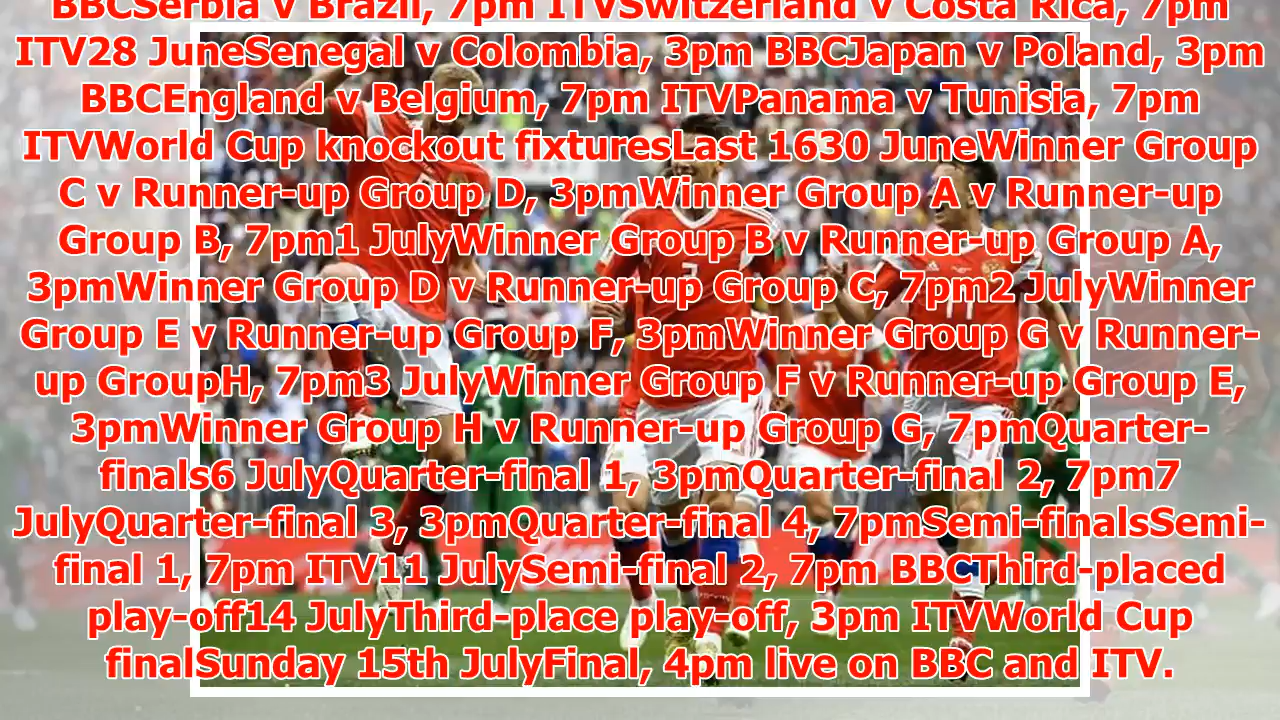 BBCSerbia v Brazil, 7pm ITVSwitzerland v Costa Rica, 7pm
ITV28 JuneSenegal v Colombia, 3pm BBCJapan v Poland, 3pm
BBCEngland v Belgium, 7pm ITVPanama v Tunisia, 7pm
ITVWorld Cup knockout fixturesLast 1630 JuneWinner Group
C v Runner-up Group D, 3pmWinner Group A v Runner-up
Group B, 7pm1 JulyWinner Group B v Runner-up Group A,
3pmWinner Group D v Runner-up Group C, 7pm2 JulyWinner
Group E v Runner-up Group F, 3pmWinner Group G v Runner-
up GroupH, 7pm3 JulyWinner Group F v Runner-up Group E,
3pmWinner Group H v Runner-up Group G, 7pmQuarter-
finals6 JulyQuarter-final 1, 3pmQuarter-final 2, 7pm7
JulyQuarter-final 3, 3pmQuarter-final 4, 7pmSemi-finalsSemi-
final 1, 7pm ITV11 JulySemi-final 2, 7pm BBCThird-placed
play-off14 JulyThird-place play-off, 3pm ITVWorld Cup
finalSunday 15th JulyFinal, 4pm live on BBC and ITV.